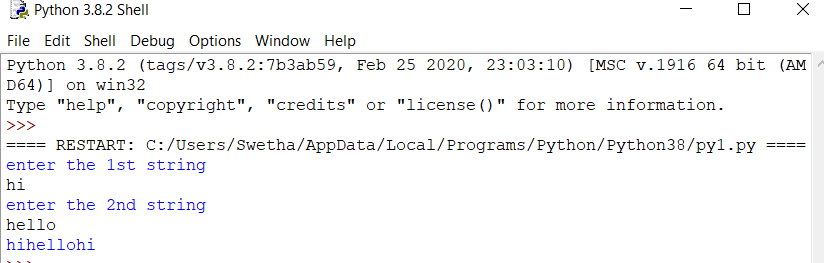 Python 3.8.2 Shell
File Edit Shell Debug Options Window Help
Python 3.8.2 (tags/v3.8.2:7b3ab59, Feb 25 2020, 23:03:10) [MSC v.1916 64 bit (AM
D64)] on win32
Type "help", "copyright", "credits" or "license()" for more information.
>>>
==== RESTART: C:/Users/Swetha/AppData/Local/Programs/Python/Python38/py1.py ====
enter the 1st string
hi
enter the 2nd string
hello
hihellohi
>>>